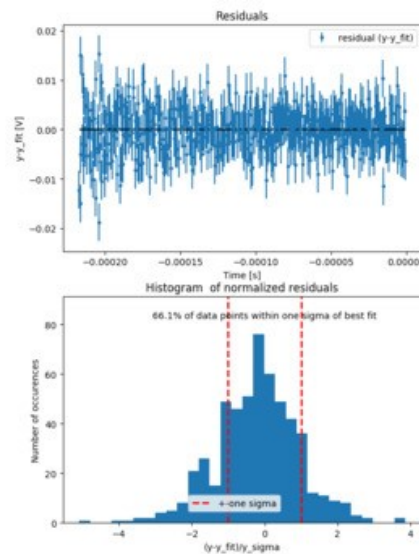 Residuals
residual (y-y_fit)
0.02
0.01
0.00
−0.01
−0.02
y-y_fit [V]
−0.00020
−0.00015
−0.00010
−0.00005
0.0000
Time [s]
Histogram of normalized residuals
66.1% of data points within one sigma of best fit
80
60
40
20
0
Number of occurences
+-one sigma
−4
−2
0
2
4
(y-y_fit)/y_sigma